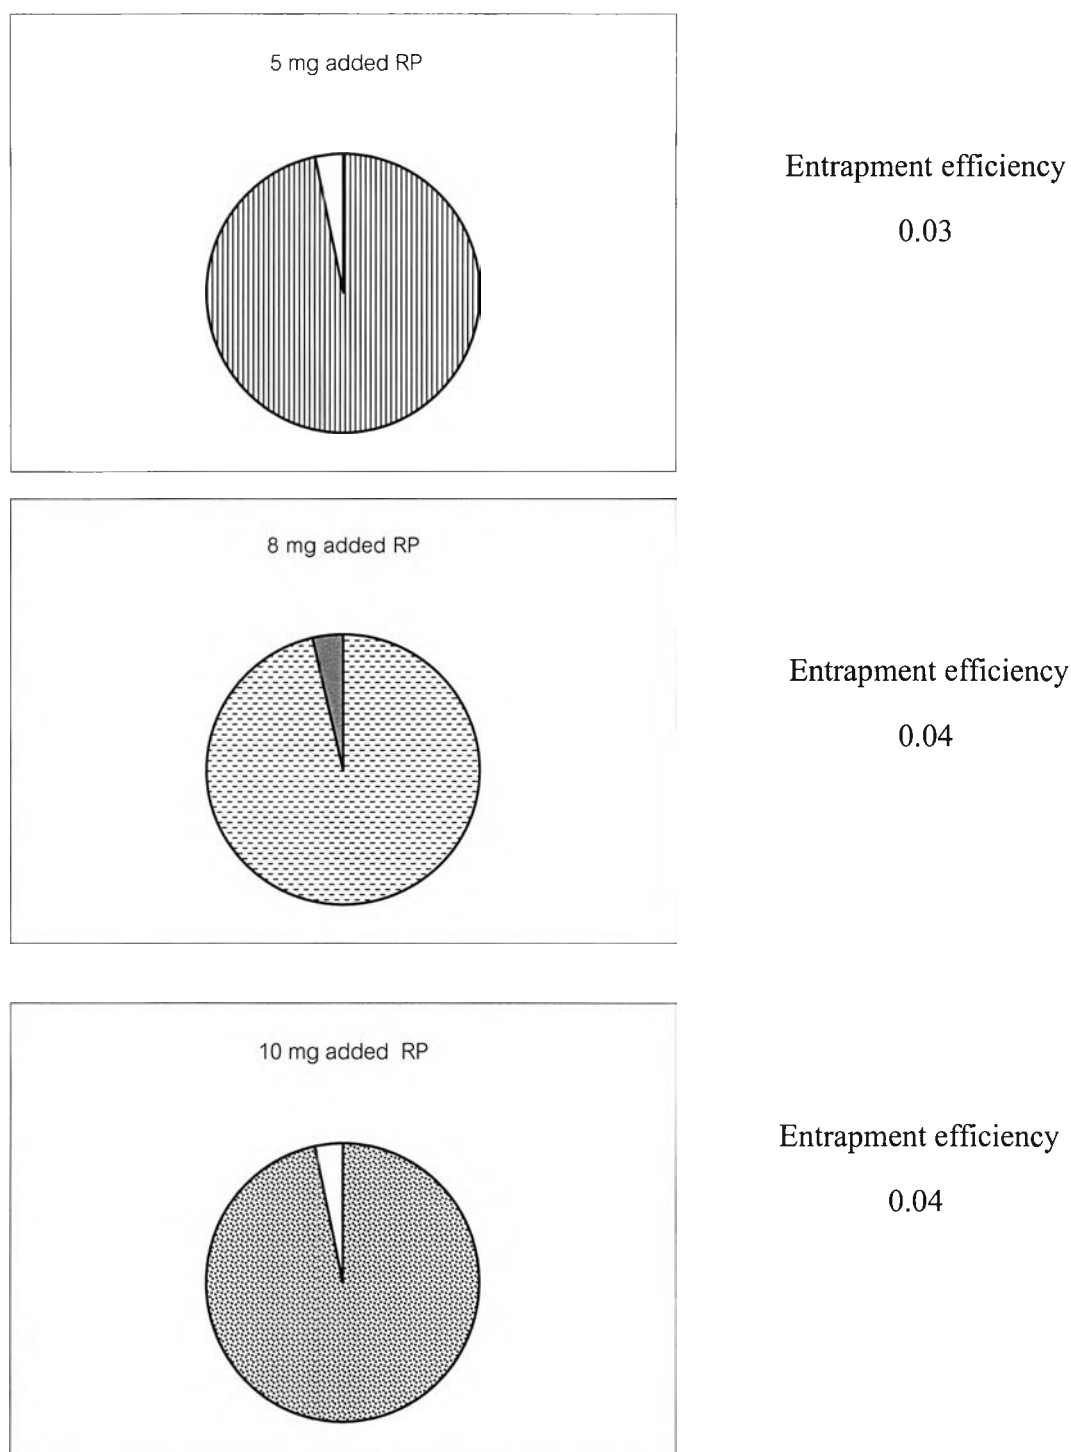 5 mg added RP
Entrapment efficiency
0.03
8 mg added RP
Entrapment efficiency
0.04
10 mg added RP
Entrapment efficiency
0.04